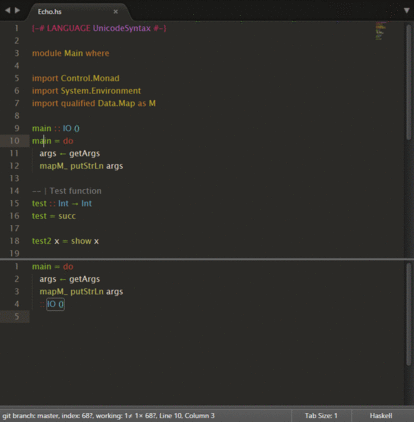 Echo.hs ×
1 {-# LANGUAGE UnicodeSyntax #-}
2
3 module Main where
4
5 import Control.Monad
6 import System.Environment
7 import qualified Data.Map as M
8
9 main :: IO ()
10 main = do
11 args ← getArgs
12 mapM_ putStrLn args
13
14 -- | Test function
15 test :: Int → Int
16 test = succ
17
18 test2 x = show x
19
1 main = do
2 args ← getArgs
3 mapM_ putStrLn args
4 :: IO ()
5
git branch: master, index: 68?, working: 1≠ 1+ 68?, Line 10, Column 3 Tab Size: 1 Haskell